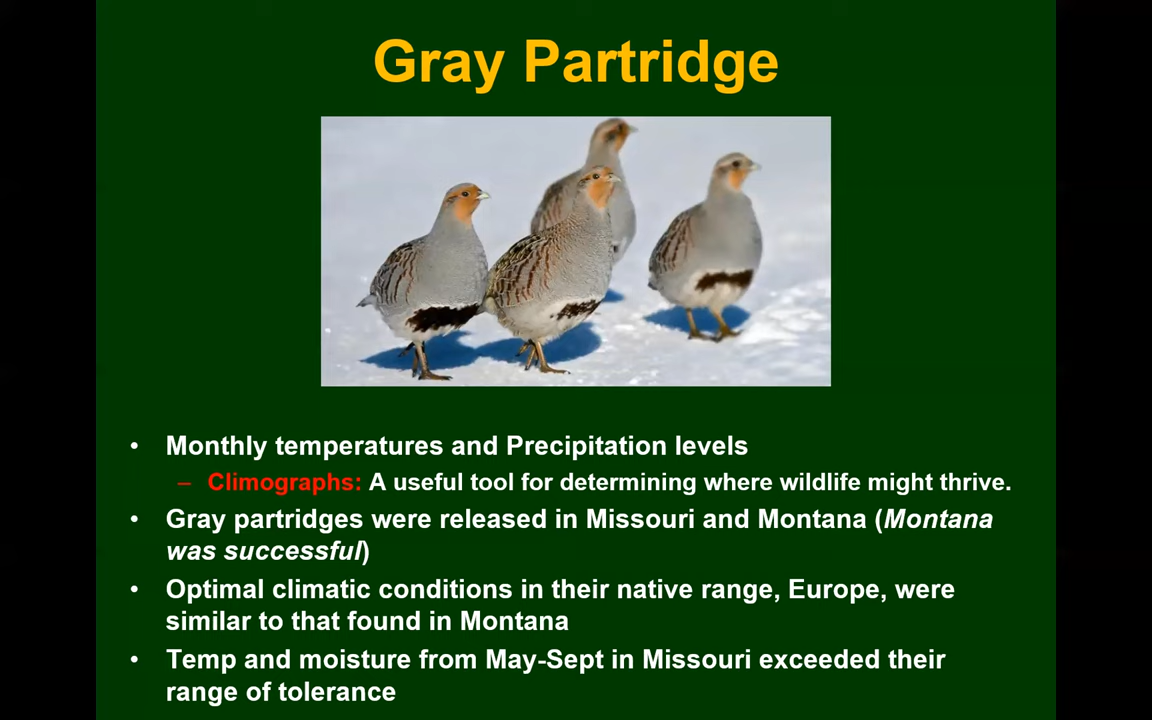 Gray Partridge
• Monthly temperatures and Precipitation levels
– Climographs: A useful tool for determining where wildlife might thrive.
• Gray partridges were released in Missouri and Montana (Montana
was successful)
• Optimal climatic conditions in their native range, Europe, were
similar to that found in Montana
• Temp and moisture from May-Sept in Missouri exceeded their
range of tolerance